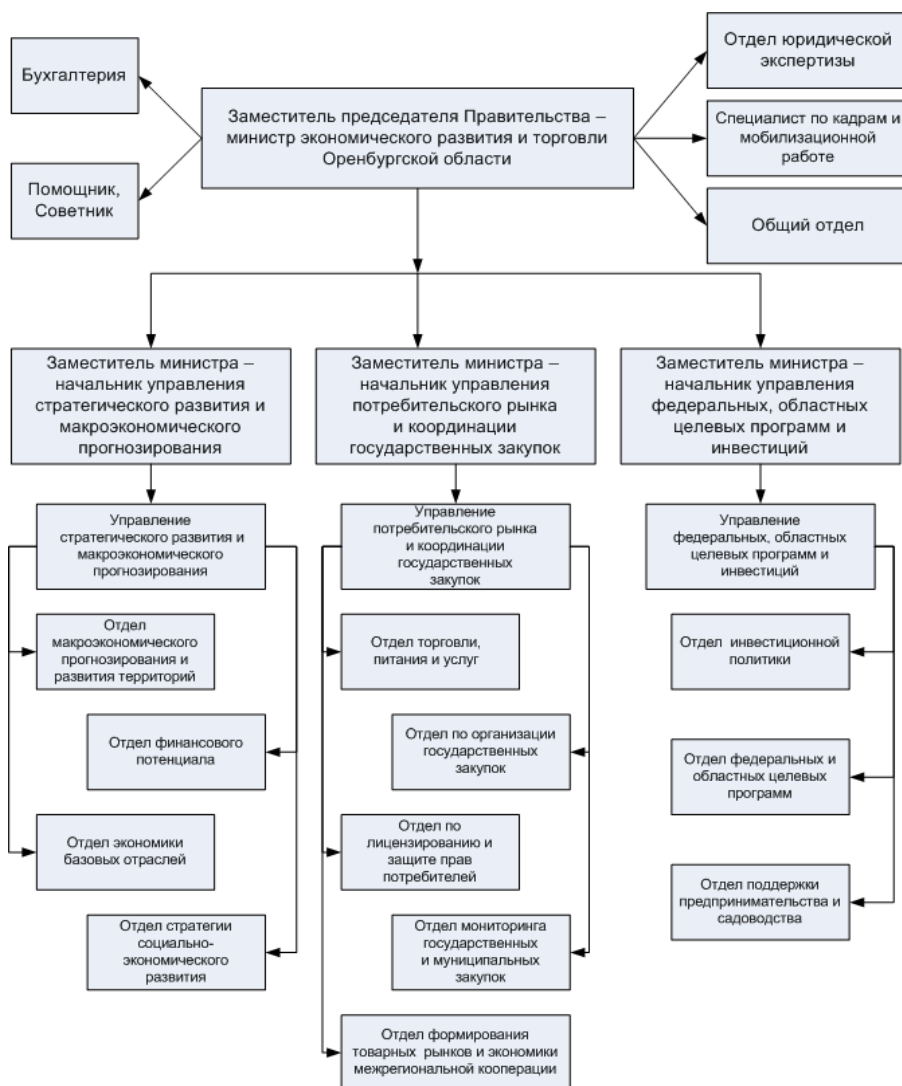 Бухгалтерия
Помощник,
Советник
Заместитель председателя Правительства –
министр экономического развития и торговли
Оренбургской области
Отдел юридической
экспертизы
Специалист по кадрам и
мобилизационной
работе
Общий отдел
Заместитель министра –
начальник управления
стратегического развития и
макроэкономического
прогнозирования
Заместитель министра –
начальник управления
потребительского рынка
и координации
государственных закупок
Заместитель министра –
начальник управления
федеральных, областных
целевых программ и
инвестиций
Управление
стратегического развития и
макроэкономического
прогнозирования
Отдел
макроэкономического
прогнозирования и
развития территорий
Отдел финансового
потенциала
Отдел экономики
базовых отраслей
Отдел стратегии
социально-
экономического
развития
Управление
потребительского рынка
и координации
государственных
закупок
Отдел торговли,
питания и услуг
Отдел по организации
государственных
закупок
Отдел по
лицензированию и
защите прав
потребителей
Отдел мониторинга
государственных
и муниципальных
закупок
Отдел формирования
товарных рынков и экономики
межрегиональной кооперации
Управление
федеральных, областных
целевых программ и
инвестиций
Отдел инвестиционной
политики
Отдел федеральных и
областных целевых
программ
Отдел поддержки
предпринимательства и
садоводства